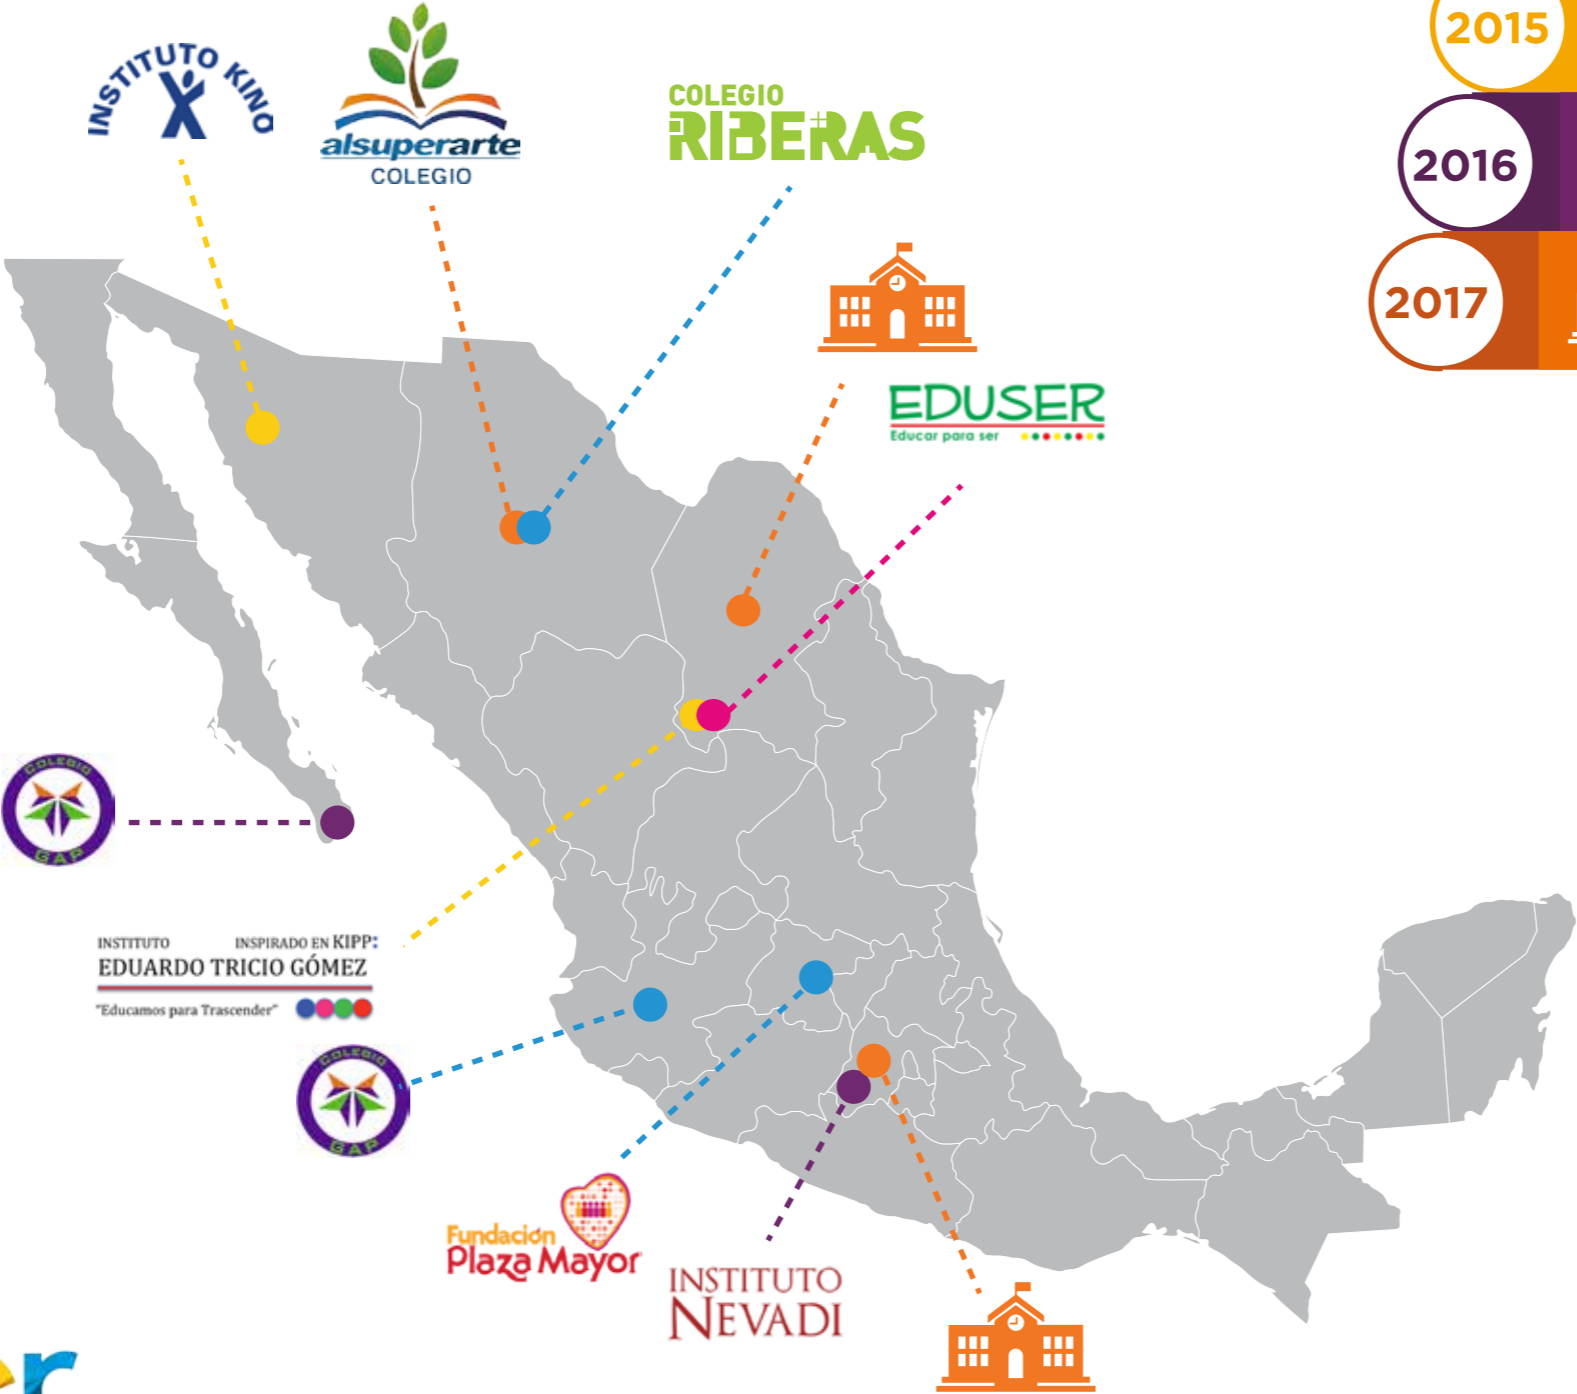 INSTITUTO KINO
alsuperarte
COLEGIO
COLEGIO
RIBERAS
2015
2016
2017
EDUSER
Educar para ser
COLEGIO
GAP
INSTITUTO INSPIRADO EN KIPP:
EDUARDO TRICIO GÓMEZ
"Educamos para Trascender"
COLEGIO
GAP
Fundación
Plaza Mayor
INSTITUTO
NEVADI
r